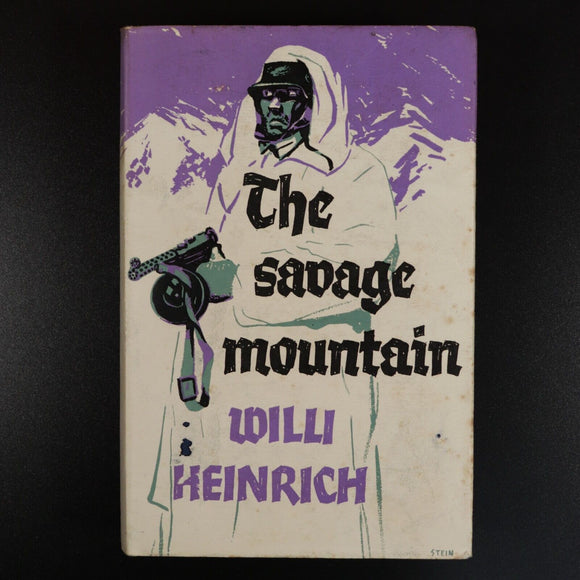 The
savage
mountain
WILLI
HEINRICH
STEIN